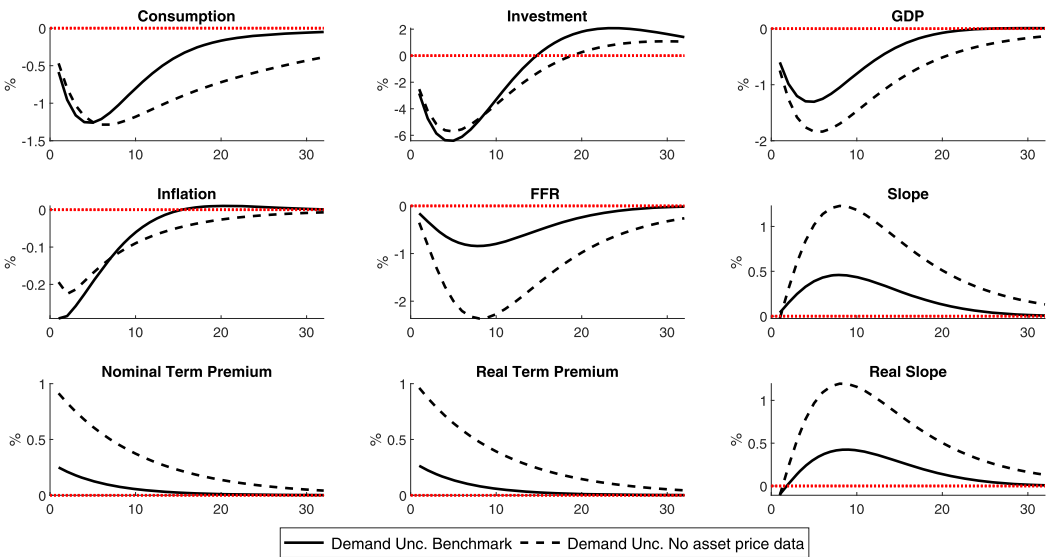 Consumption
Investment
GDP
0
-0.5
-1
-1.5
%
0 10 20 30
2
0
-2
-4
-6
%
0 10 20 30
0
-1
-2
%
0 10 20 30
Inflation
FFR
Slope
0
-0.1
-0.2
%
0 10 20 30
0
-1
-2
%
0 10 20 30
1
0.5
0
%
0 10 20 30
Nominal Term Premium
Real Term Premium
Real Slope
1
0.5
0
%
0 10 20 30
1
0.5
0
%
0 10 20 30
1
0.5
0
%
0 10 20 30
Demand Unc. Benchmark Demand Unc. No asset price data